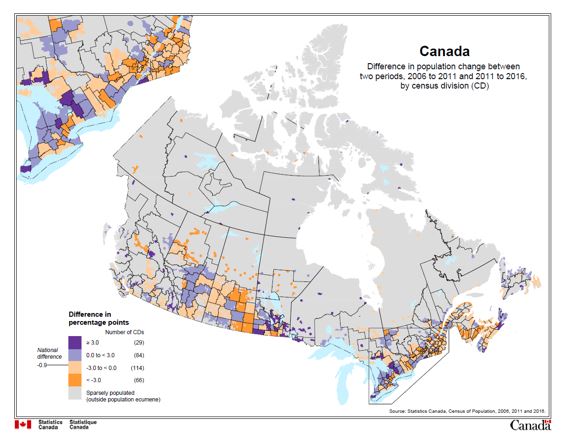 Canada
Difference in population change between
two periods, 2006 to 2011 and 2011 to 2016,
by census division (CD)
Difference in
percentage points
Number of CDs
National
difference
-0.9
≥ 3.0 (29)
0.0 to < 3.0 (84)
-3.0 to < 0.0 (114)
< -3.0 (66)
Sparsely populated
(outside population ecumene)
Source: Statistics Canada, Census of Population, 2006, 2011 and 2016.
Statistics Statistique
Canada Canada
Canada